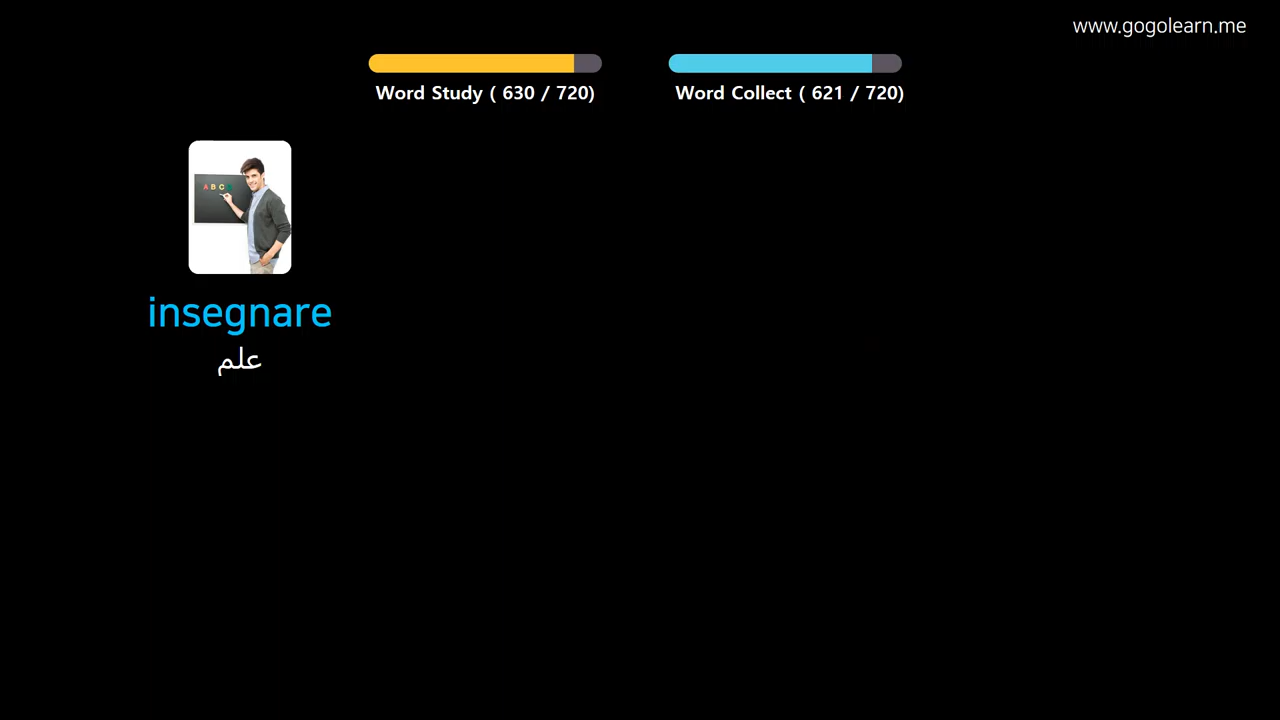 www.gogolearn.me
Word Study ( 630 / 720)
Word Collect ( 621 / 720)
A B C
insegnare
علم